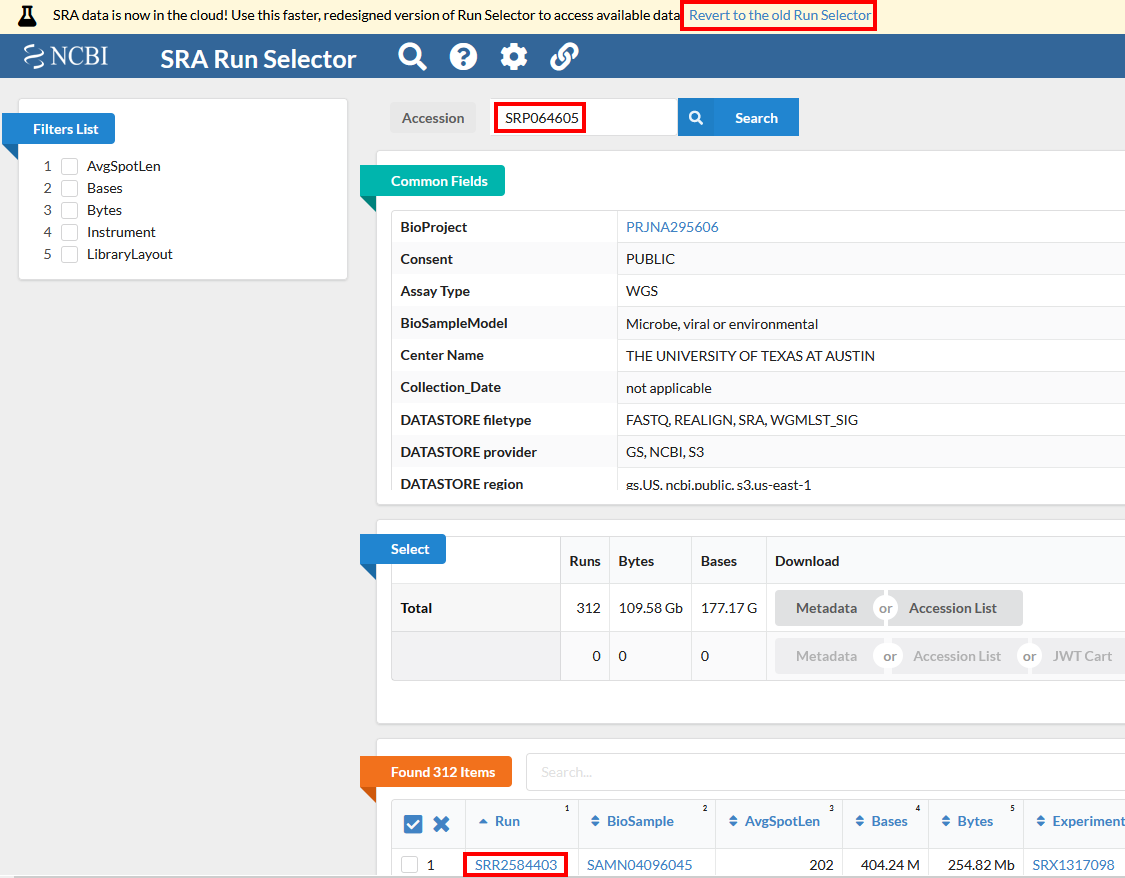 SRA data is now in the cloud! Use this faster, redesigned version of Run Selector to access available data Revert to the old Run Selector
NCBI SRA Run Selector
Filters List
1 AvgSpotLen
2 Bases
3 Bytes
4 Instrument
5 LibraryLayout
Accession SRP064605 Search
Common Fields
BioProject PRJNA295606
Consent PUBLIC
Assay Type WGS
BioSampleModel Microbe, viral or environmental
Center Name THE UNIVERSITY OF TEXAS AT AUSTIN
Collection_Date not applicable
DATASTORE filetype FASTQ, REALIGN, SRA, WGMLST_SIG
DATASTORE provider GS, NCBI, S3
DATASTORE region gs.US, ncbi.public, s3.us-east-1
Select Runs Bytes Bases Download
Total 312 109.58 Gb 177.17 G Metadata or Accession List
0 0 0 Metadata or Accession List or JWT Cart
Found 312 Items Search...
Run 1 BioSample 2 AvgSpotLen 3 Bases 4 Bytes 5 Experiment
1 SRR2584403 SAMN04096045 202 404.24 M 254.82 Mb SRX1317098